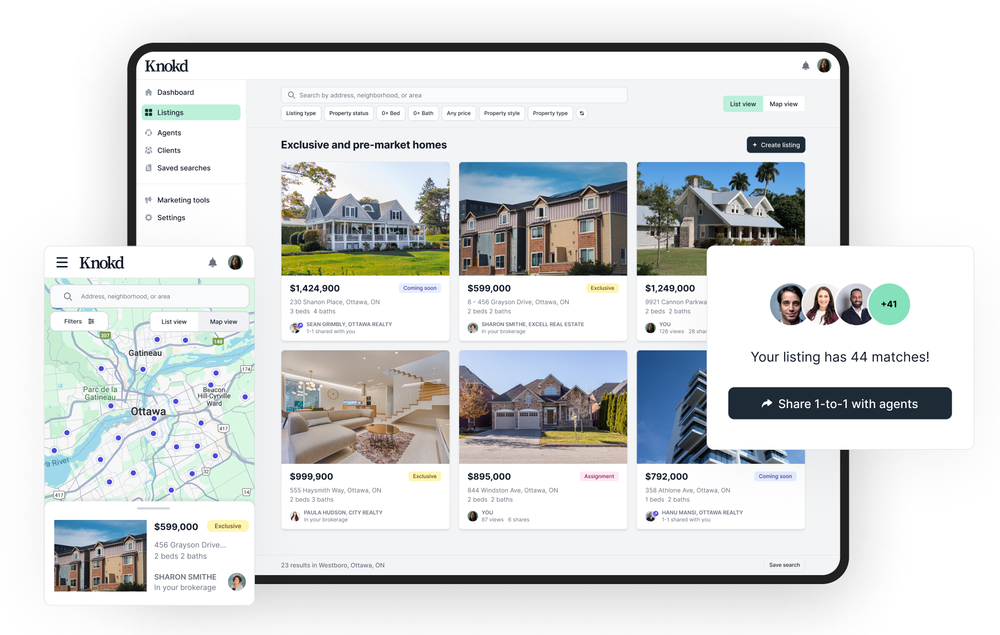 Knokd
Dashboard
Listings
Agents
Clients
Saved searches
Marketing tools
Settings
Search by address, neighborhood, or area
Listing type
Property status
0+ Bed
0+ Bath
Any price
Property style
Property type
List view
Map view
Exclusive and pre-market homes
+ Create listing
$1,424,900
Coming soon
230 Shanon Place, Ottawa, ON
3 beds 4 baths
SEAN GRIMBLY, OTTAWA REALTY
1-1 shared with you
$599,000
Exclusive
8 - 456 Grayson Drive, Ottawa, ON
2 beds 2 baths
SHARON SMITHE, EXCELL REAL ESTATE
In your brokerage
$1,249,000
9921 Cannon Parkwa
2 beds 2 baths
YOU
126 views 28 sha
$999,900
Exclusive
555 Haysmith Way, Ottawa, ON
2 beds 3 baths
PAULA HUDSON, CITY REALTY
In your brokerage
$895,000
Assignment
844 Windston Ave, Ottawa, ON
2 beds 2 baths
YOU
87 views 6 shares
$792,000
Coming soon
358 Athlone Ave, Ottawa, ON
1 beds 2 baths
HANU MANSI, OTTAWA REALTY
1-1 shared with you
23 results in Westboro, Ottawa, ON
Save search
Knokd
Address, neighborhood, or area
Filters
List view
Map view
307
148
Gatineau
174
Parc de la
Gatineau
Beacon
Hill-Cyrville
Ward
Ottawa
417
a River
32
417
14
$599,000
Exclusive
456 Grayson Drive...
2 beds 2 baths
SHARON SMITHE
In your brokerage
+41
Your listing has 44 matches!
Share 1-to-1 with agents